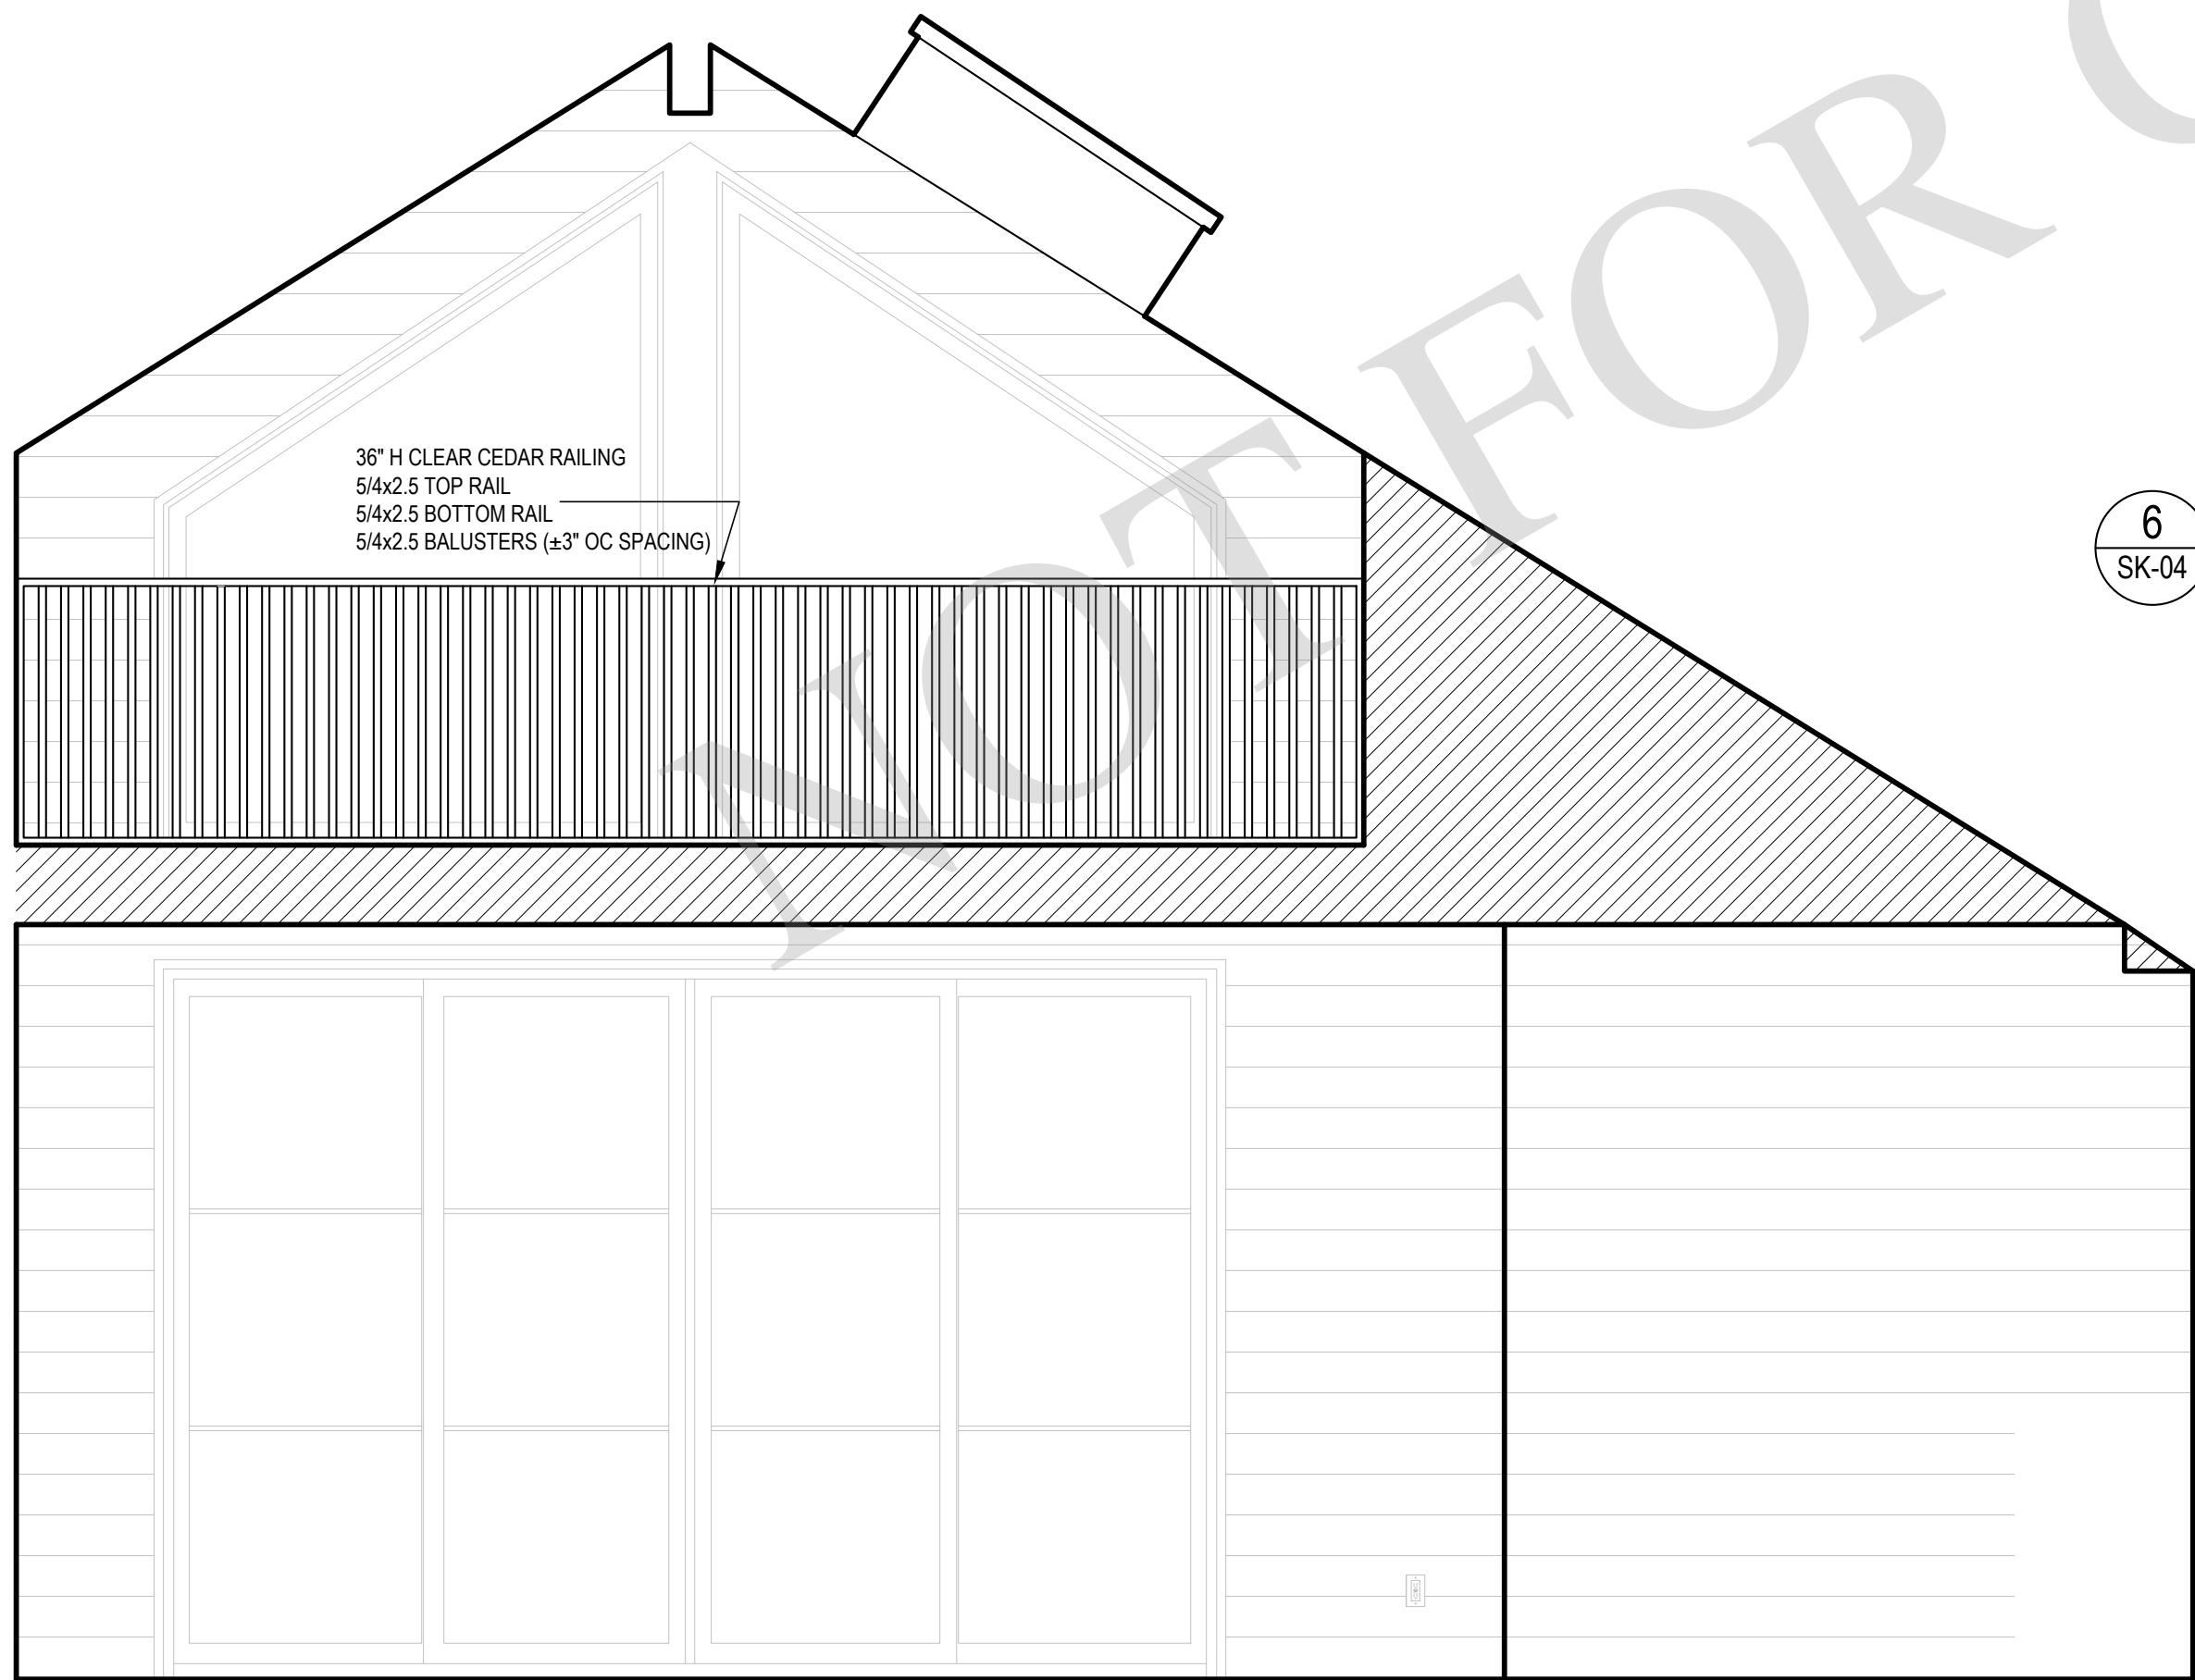 36" H CLEAR CEDAR RAILING
5/4x2.5 TOP RAIL
5/4x2.5 BOTTOM RAIL
5/4x2.5 BALUSTERS (±3" OC SPACING)
6
SK-04
NOT FOR